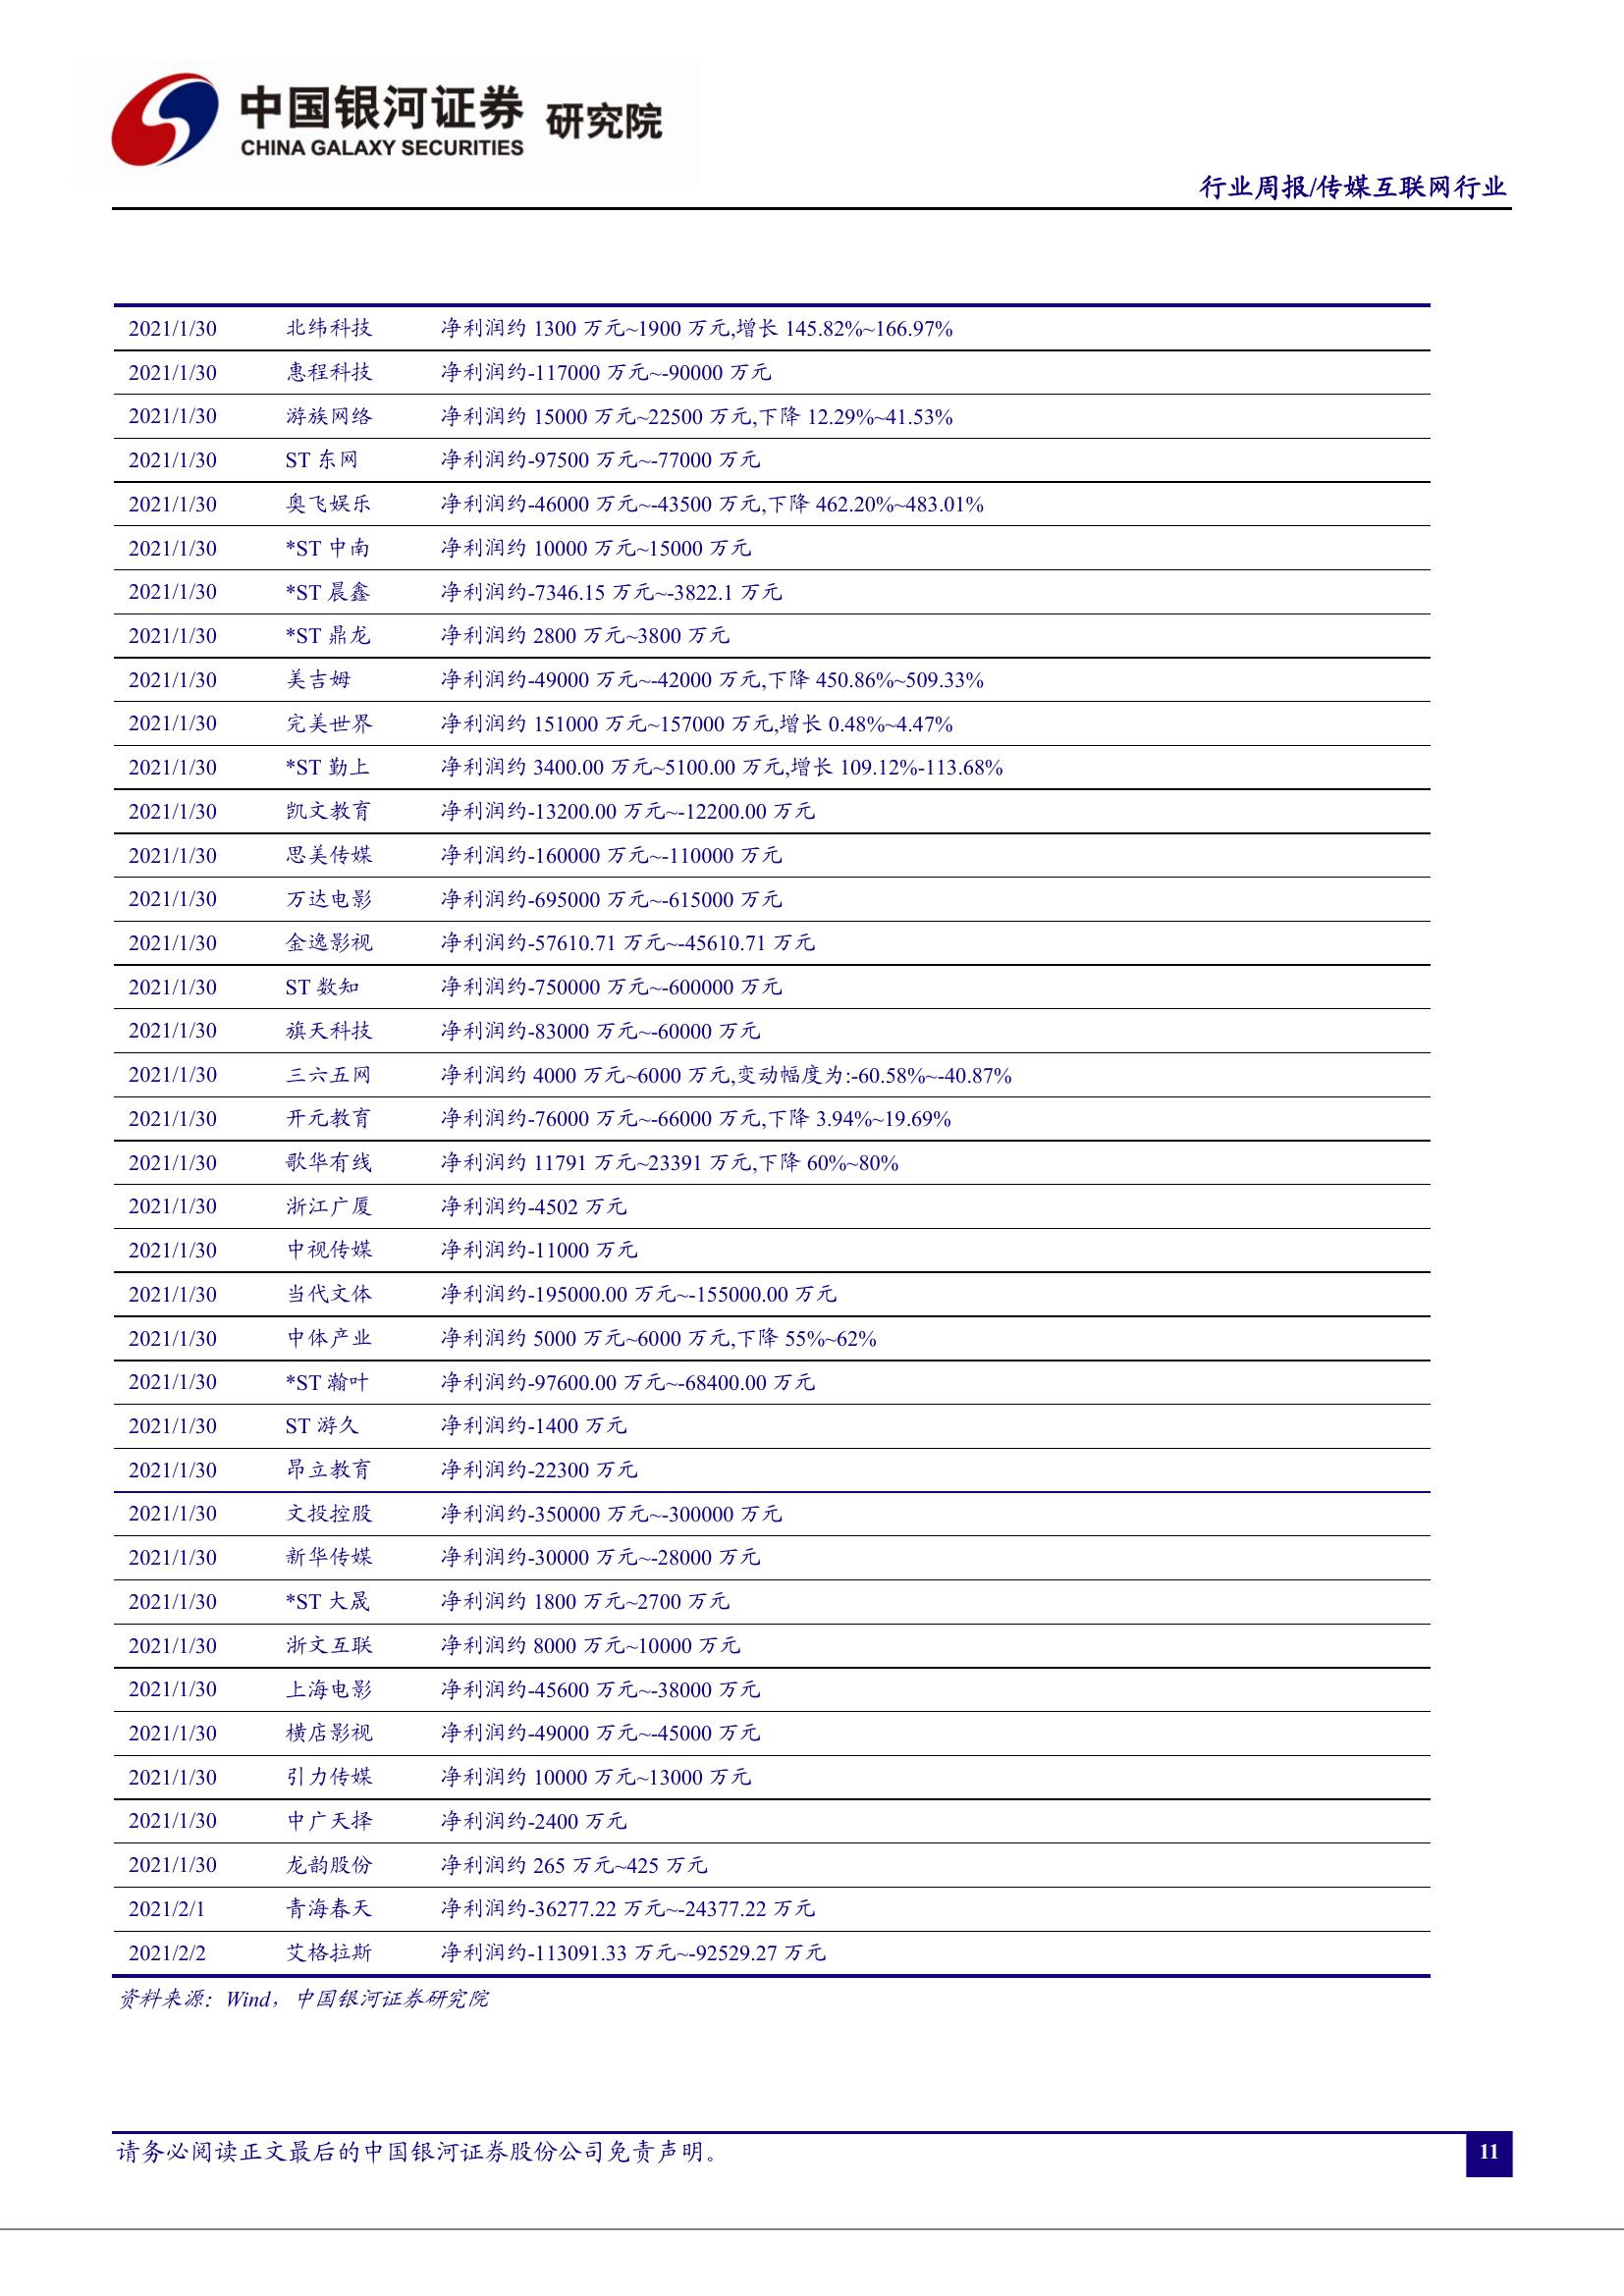 中国银河证券 研究院
CHINA GALAXY SECURITIES
行业周报/传媒互联网行业
2021/1/30 北纬科技 净利润约 1300 万元~1900 万元,增长 145.82%~166.97%
2021/1/30 惠程科技 净利润约-117000 万元~-90000 万元
2021/1/30 游族网络 净利润约 15000 万元~22500 万元,下降 12.29%~41.53%
2021/1/30 ST 东网 净利润约-97500 万元~-77000 万元
2021/1/30 奥飞娱乐 净利润约-46000 万元~-43500 万元,下降 462.20%~483.01%
2021/1/30 *ST 中南 净利润约 10000 万元~15000 万元
2021/1/30 *ST 晨鑫 净利润约-7346.15 万元~-3822.1 万元
2021/1/30 *ST 鼎龙 净利润约 2800 万元~3800 万元
2021/1/30 美吉姆 净利润约-49000 万元~-42000 万元,下降 450.86%~509.33%
2021/1/30 完美世界 净利润约 151000 万元~157000 万元,增长 0.48%~4.47%
2021/1/30 *ST 勤上 净利润约 3400.00 万元~5100.00 万元,增长 109.12%-113.68%
2021/1/30 凯文教育 净利润约-13200.00 万元~-12200.00 万元
2021/1/30 思美传媒 净利润约-160000 万元~-110000 万元
2021/1/30 万达电影 净利润约-695000 万元~-615000 万元
2021/1/30 金逸影视 净利润约-57610.71 万元~-45610.71 万元
2021/1/30 ST 数知 净利润约-750000 万元~-600000 万元
2021/1/30 旗天科技 净利润约-83000 万元~-60000 万元
2021/1/30 三六五网 净利润约 4000 万元~6000 万元,变动幅度为:-60.58%~-40.87%
2021/1/30 开元教育 净利润约-76000 万元~-66000 万元,下降 3.94%~19.69%
2021/1/30 歌华有线 净利润约 11791 万元~23391 万元,下降 60%~80%
2021/1/30 浙江广厦 净利润约-4502 万元
2021/1/30 中视传媒 净利润约-11000 万元
2021/1/30 当代文体 净利润约-195000.00 万元~-155000.00 万元
2021/1/30 中体产业 净利润约 5000 万元~6000 万元,下降 55%~62%
2021/1/30 *ST 瀚叶 净利润约-97600.00 万元~-68400.00 万元
2021/1/30 ST 游久 净利润约-1400 万元
2021/1/30 昂立教育 净利润约-22300 万元
2021/1/30 文投控股 净利润约-350000 万元~-300000 万元
2021/1/30 新华传媒 净利润约-30000 万元~-28000 万元
2021/1/30 *ST 大晟 净利润约 1800 万元~2700 万元
2021/1/30 浙文互联 净利润约 8000 万元~10000 万元
2021/1/30 上海电影 净利润约-45600 万元~-38000 万元
2021/1/30 横店影视 净利润约-49000 万元~-45000 万元
2021/1/30 引力传媒 净利润约 10000 万元~13000 万元
2021/1/30 中广天择 净利润约-2400 万元
2021/1/30 龙韵股份 净利润约 265 万元~425 万元
2021/2/1 青海春天 净利润约-36277.22 万元~-24377.22 万元
2021/2/2 艾格拉斯 净利润约-113091.33 万元~-92529.27 万元
资料来源：Wind，中国银河证券研究院
请务必阅读正文最后的中国银河证券股份公司免责声明。
11